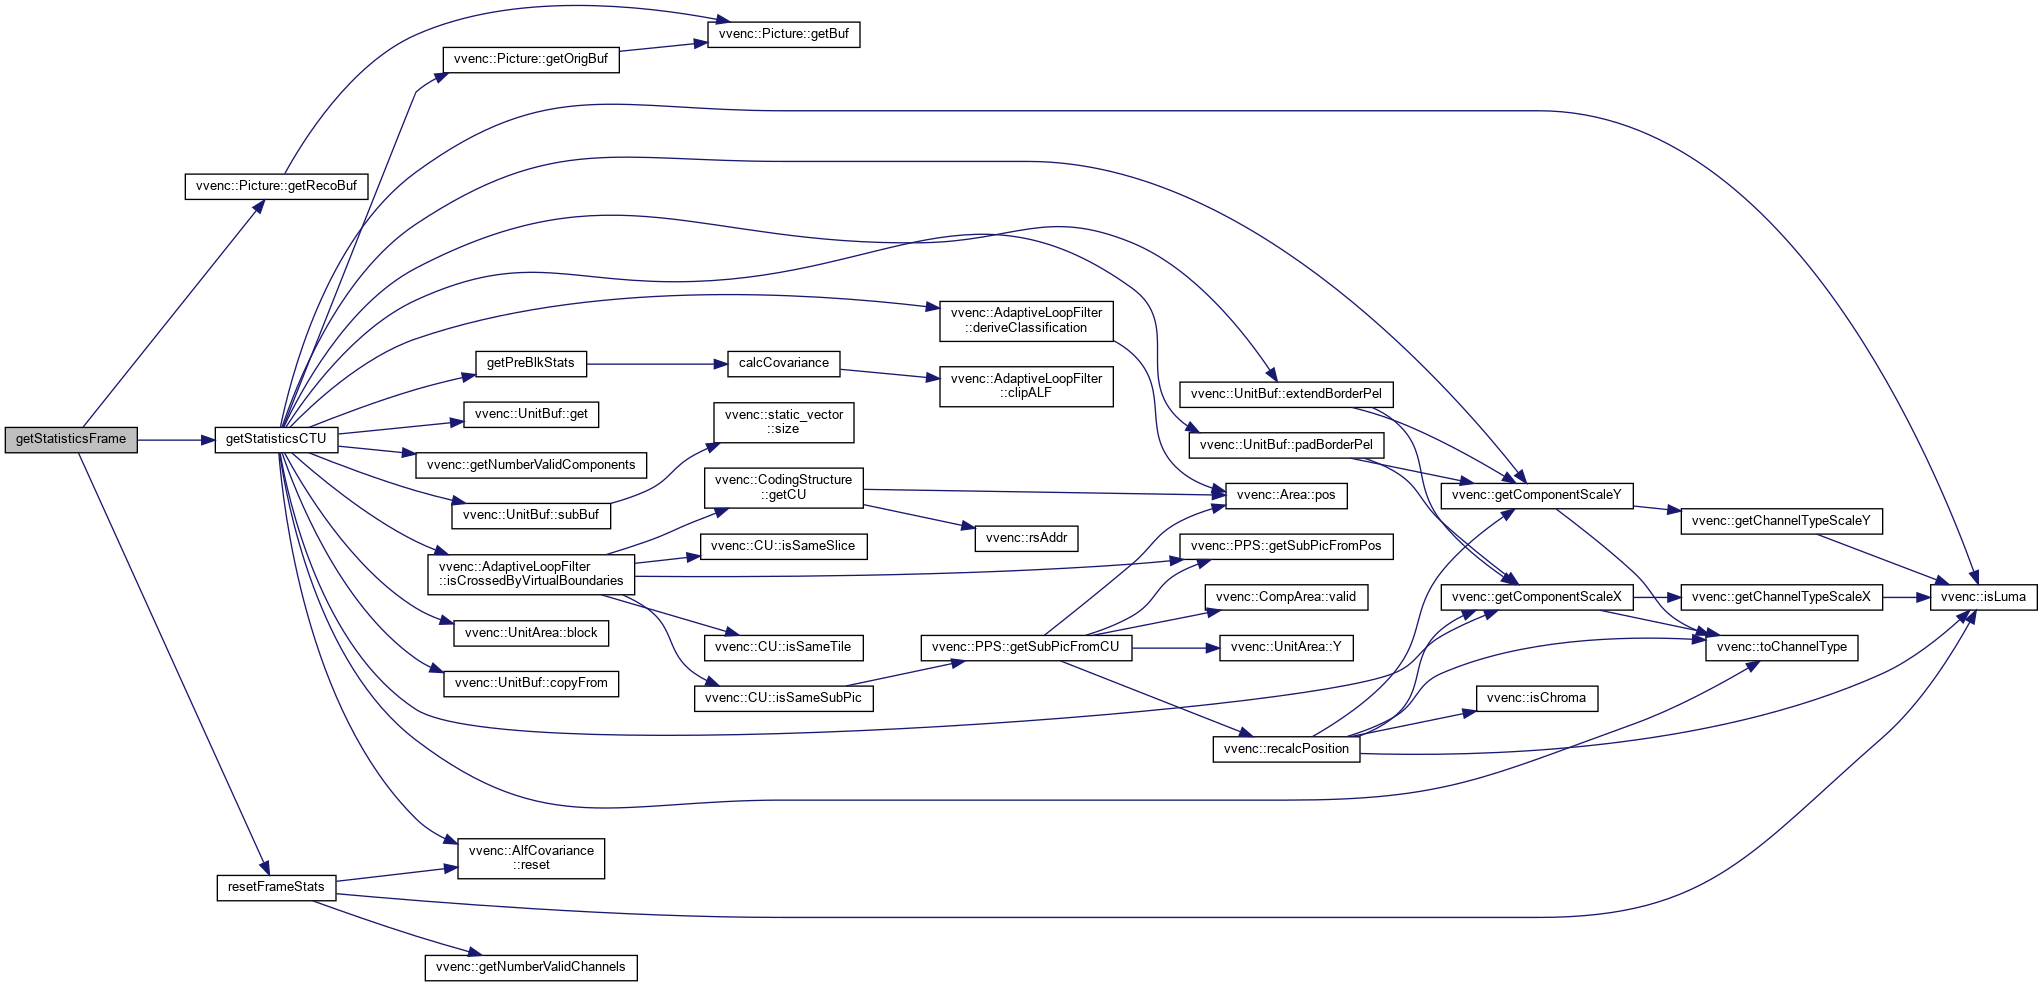 vvenc::Picture::getBuf
vvenc::Picture::getOrigBuf
vvenc::Picture::getRecoBuf
vvenc::AdaptiveLoopFilter
::deriveClassification
getPreBlkStats
calcCovariance
vvenc::AdaptiveLoopFilter
::clipALF
vvenc::UnitBuf::extendBorderPel
vvenc::UnitBuf::get
vvenc::static_vector
::size
getStatisticsFrame
getStatisticsCTU
vvenc::UnitBuf::padBorderPel
vvenc::getNumberValidComponents
vvenc::CodingStructure
::getCU
vvenc::Area::pos
vvenc::getComponentScaleY
vvenc::UnitBuf::subBuf
vvenc::getChannelTypeScaleY
vvenc::rsAddr
vvenc::CU::isSameSlice
vvenc::PPS::getSubPicFromPos
vvenc::AdaptiveLoopFilter
::isCrossedByVirtualBoundaries
vvenc::CompArea::valid
vvenc::getComponentScaleX
vvenc::getChannelTypeScaleX
vvenc::isLuma
vvenc::UnitArea::block
vvenc::CU::isSameTile
vvenc::PPS::getSubPicFromCU
vvenc::UnitArea::Y
vvenc::toChannelType
vvenc::UnitBuf::copyFrom
vvenc::CU::isSameSubPic
vvenc::isChroma
vvenc::recalcPosition
vvenc::AlfCovariance
::reset
resetFrameStats
vvenc::getNumberValidChannels